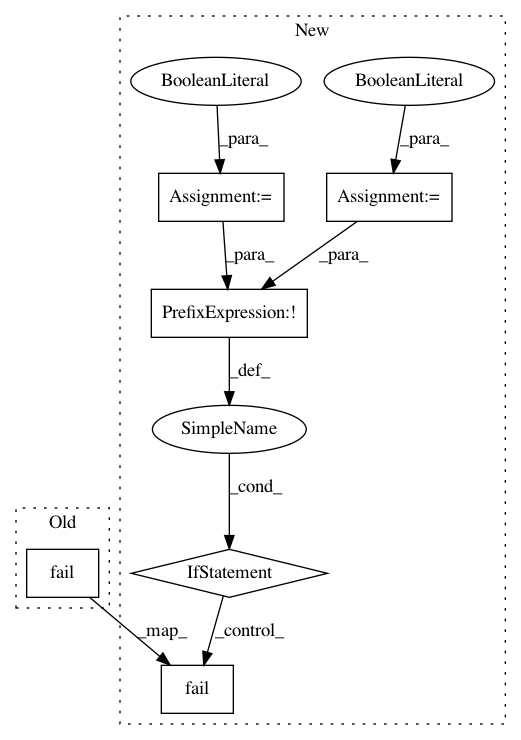 New
BooleanLiteral
BooleanLiteral
_para_
_para_
Assignment:=
Assignment:=
_para_
_para_
PrefixExpression:!
_def_
SimpleName
_cond_
Old
IfStatement
fail
_map_
_control_
fail